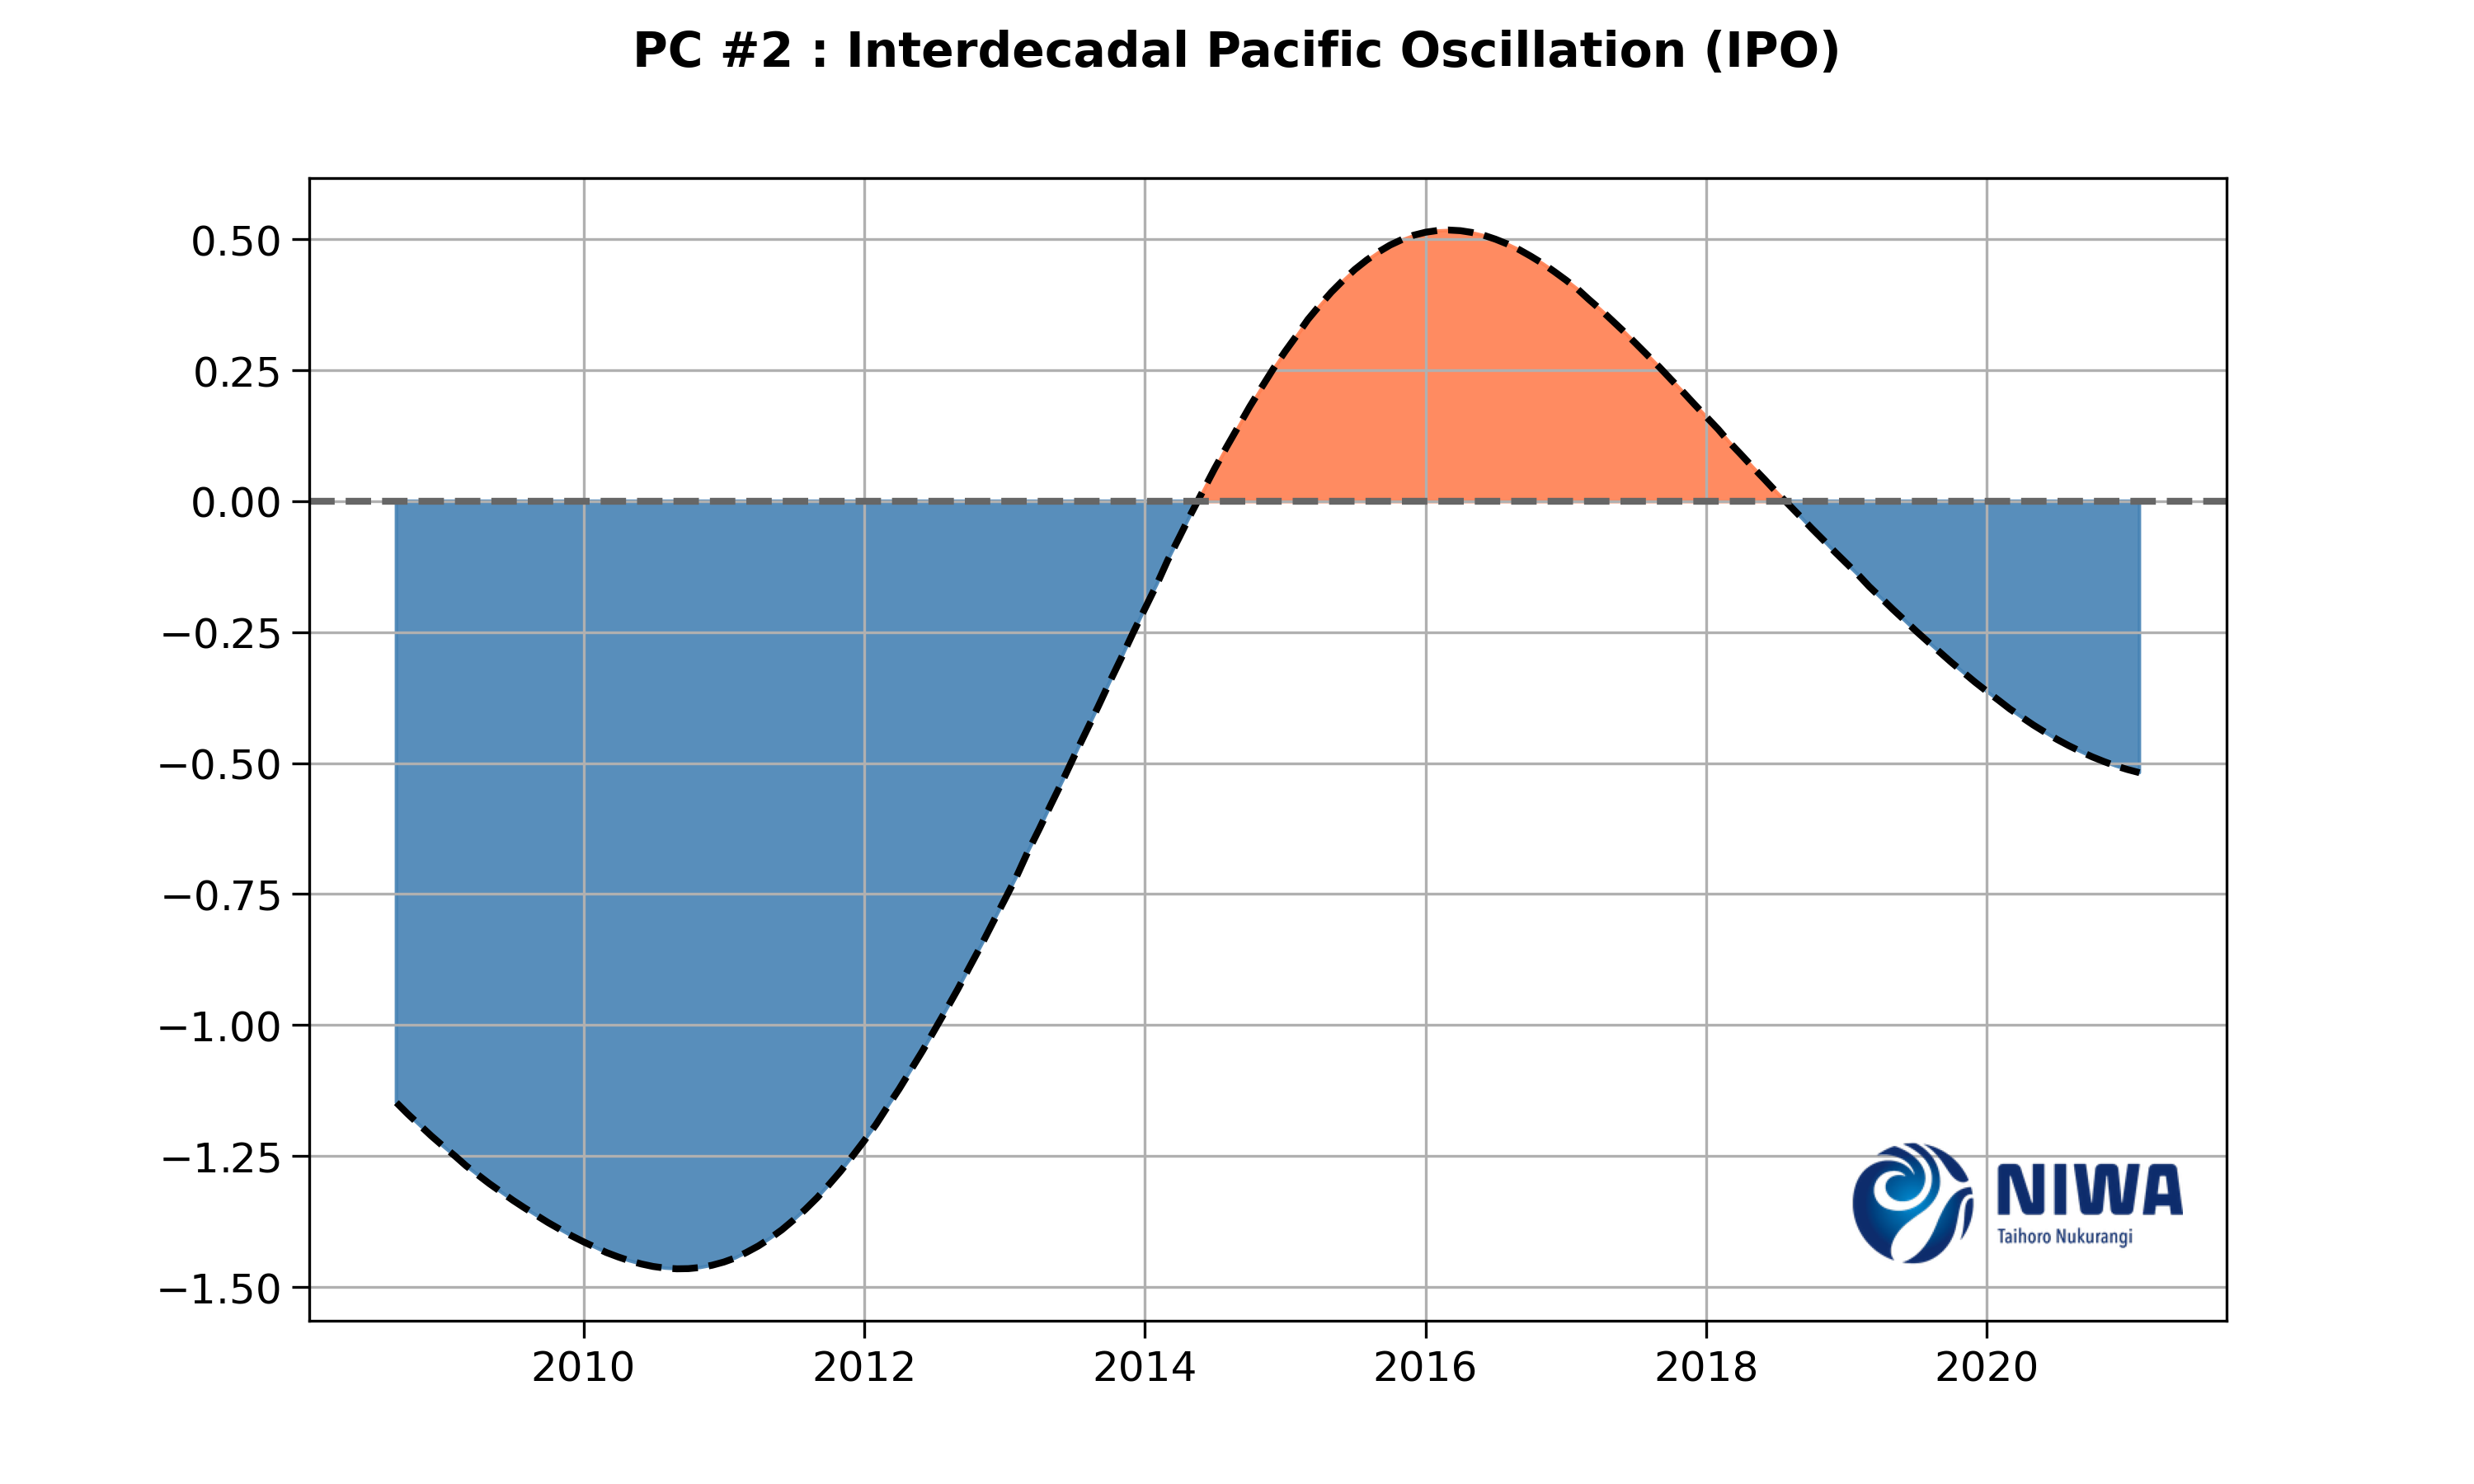 PC #2 : Interdecadal Pacific Oscillation (IPO)
0.50
0.25
0.00
−0.25
−0.50
−0.75
−1.00
−1.25
−1.50
NIWA
Taihoro Nukurangi
2010 2012 2014 2016 2018 2020